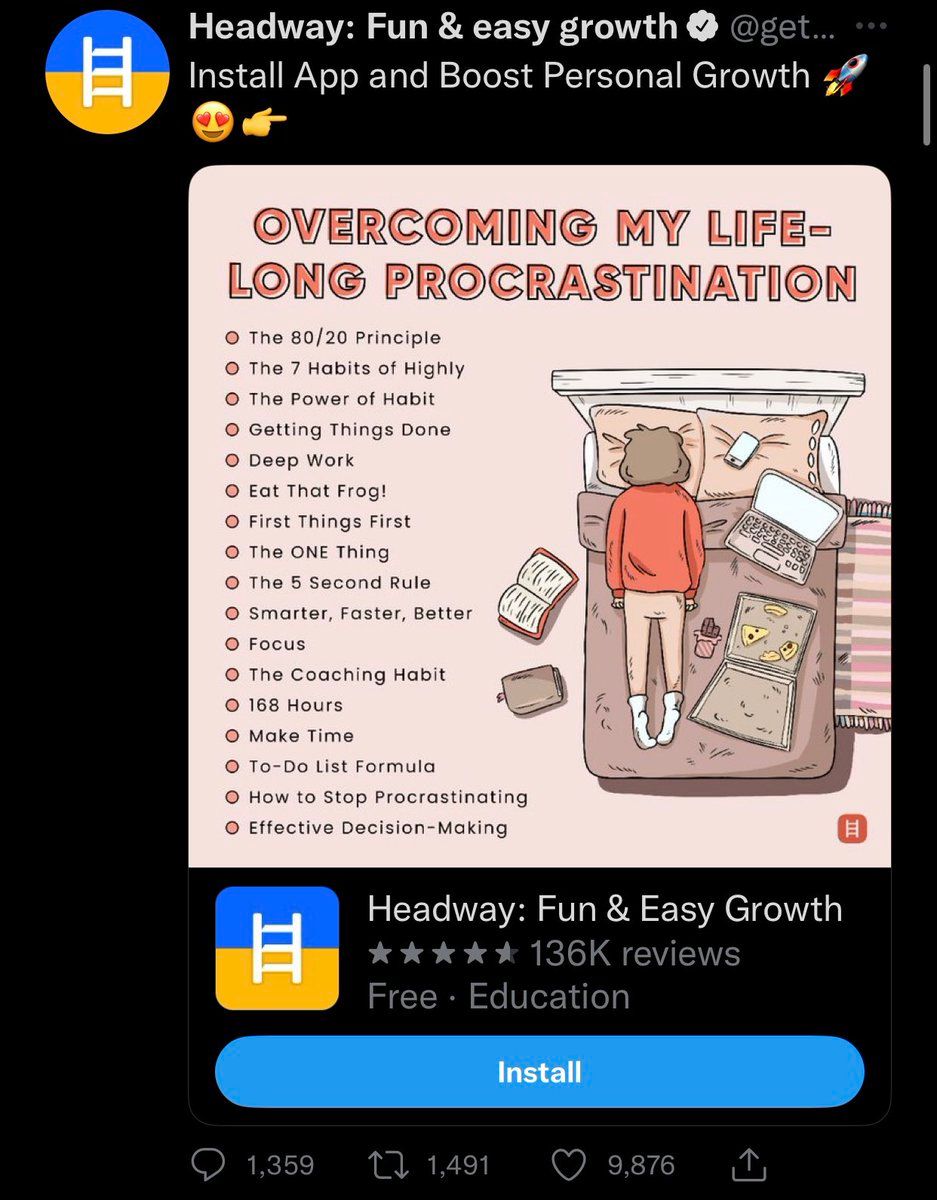 Headway: Fun & easy growth @get...
Install App and Boost Personal Growth 🚀
😍👉
OVERCOMING MY LIFE-
LONG PROCRASTINATION
The 80/20 Principle
The 7 Habits of Highly
The Power of Habit
Getting Things Done
Deep Work
Eat That Frog!
First Things First
The ONE Thing
The 5 Second Rule
Smarter, Faster, Better
Focus
The Coaching Habit
168 Hours
Make Time
To-Do List Formula
How to Stop Procrastinating
Effective Decision-Making
Headway: Fun & Easy Growth
136K reviews
Free · Education
Install
1,359 1,491 9,876